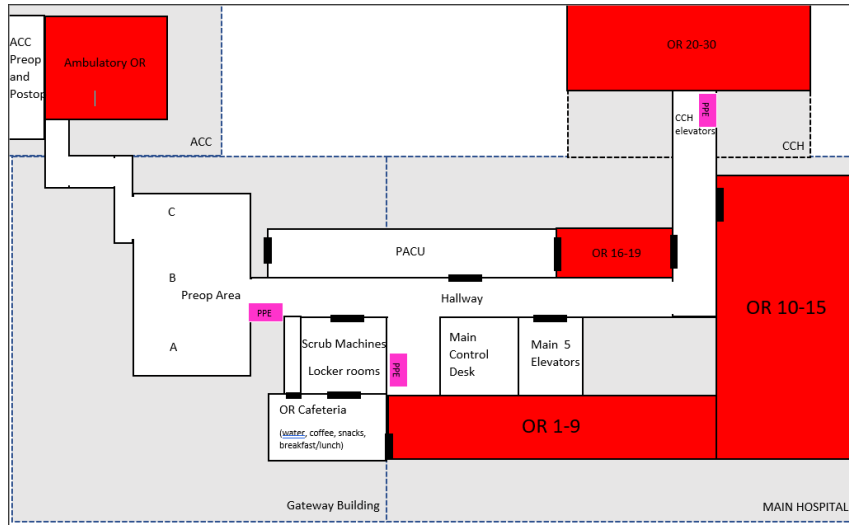 ACC
Preop
and
Postop
Ambulatory OR
ACC
OR 20-30
PPE
CCH
elevators
CCH
C
B
Preop Area
A
PACU
OR 16-19
Hallway
OR 10-15
PPE
Scrub Machines
Locker rooms
PPE
Main
Control
Desk
Main 5
Elevators
OR Cafeteria
(water, coffee, snacks,
breakfast/lunch)
OR 1-9
Gateway Building
MAIN HOSPITAL